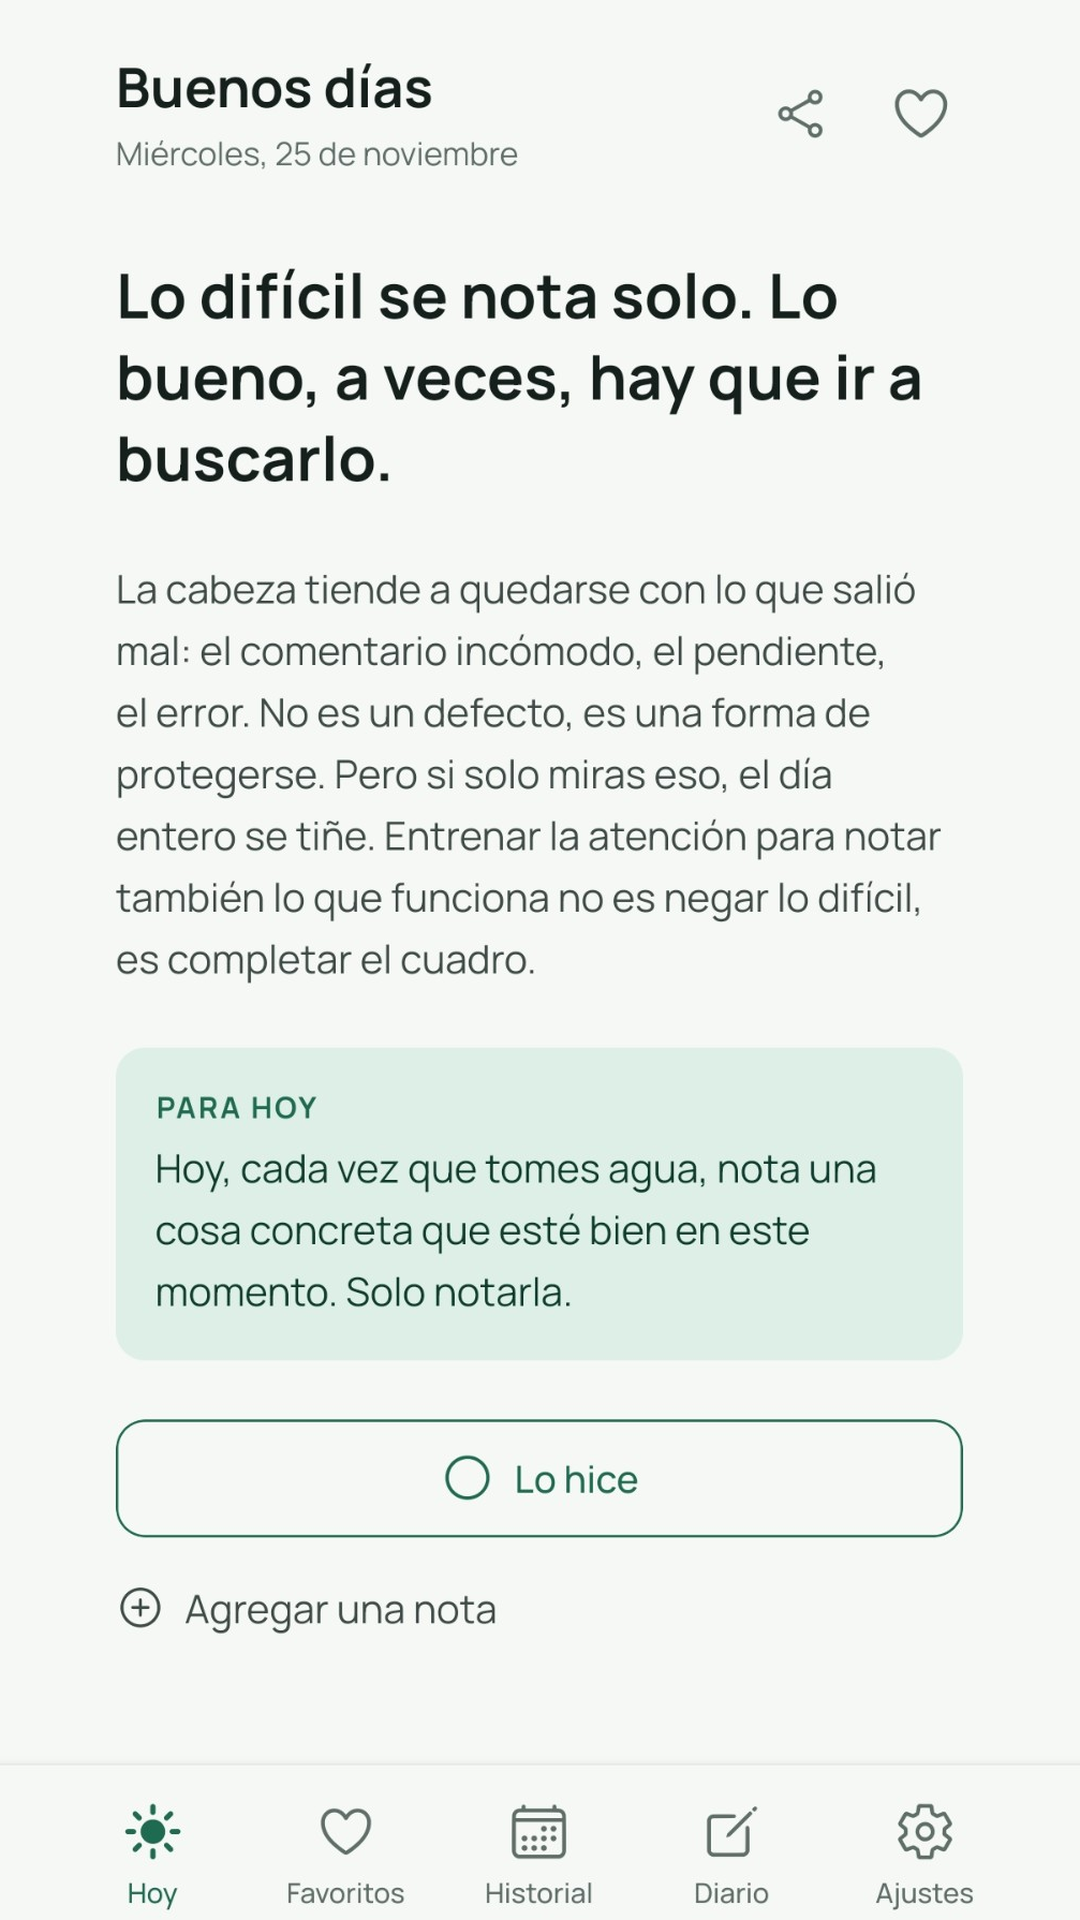 Buenos días
Miércoles, 25 de noviembre
Lo difícil se nota solo. Lo
bueno, a veces, hay que ir a
buscarlo.
La cabeza tiende a quedarse con lo que salió
mal: el comentario incómodo, el pendiente,
el error. No es un defecto, es una forma de
protegerse. Pero si solo miras eso, el día
entero se tiñe. Entrenar la atención para notar
también lo que funciona no es negar lo difícil,
es completar el cuadro.
PARA HOY
Hoy, cada vez que tomes agua, nota una
cosa concreta que esté bien en este
momento. Solo notarla.
Lo hice
Agregar una nota
Hoy
Favoritos
Historial
Diario
Ajustes